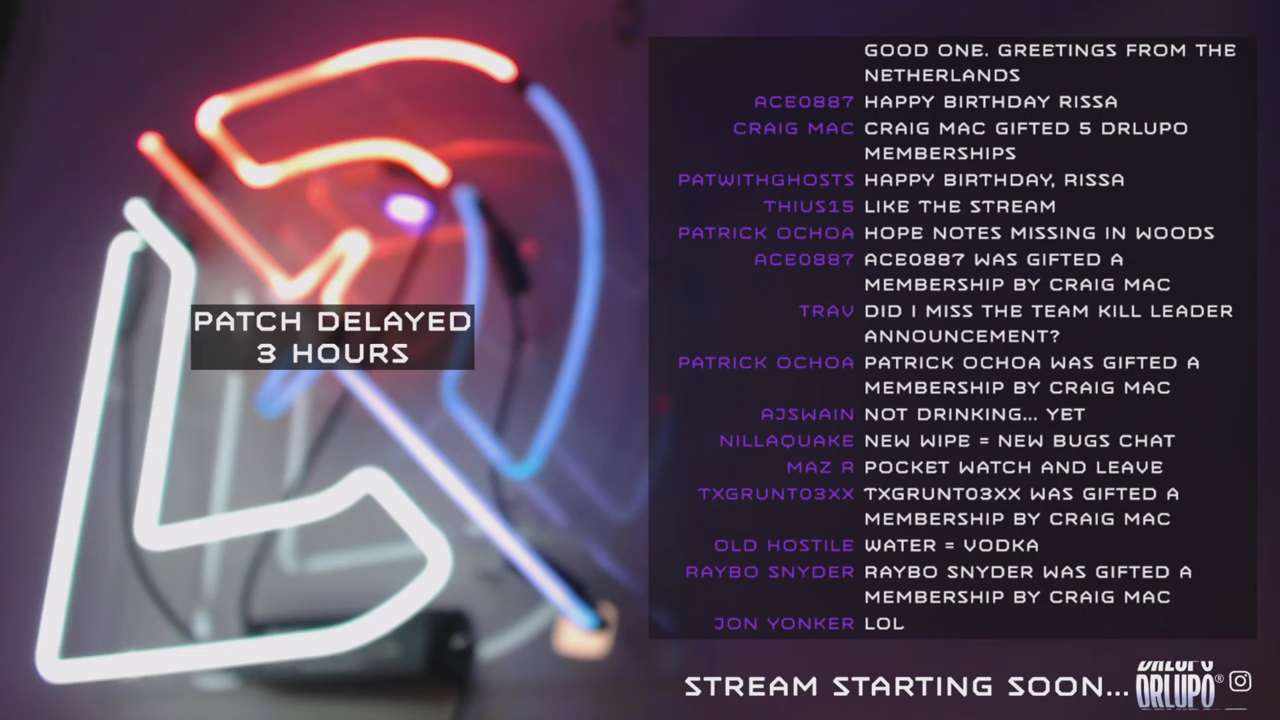 PATCH DELAYED
3 HOURS
GOOD ONE. GREETINGS FROM THE
NETHERLANDS
ACE0887 HAPPY BIRTHDAY RISSA
CRAIG MAC CRAIG MAC GIFTED 5 DRLUPO
MEMBERSHIPS
PATWITHGHOSTS HAPPY BIRTHDAY, RISSA
THIUS15 LIKE THE STREAM
PATRICK OCHOA HOPE NOTES MISSING IN WOODS
ACE0887 ACE0887 WAS GIFTED A
MEMBERSHIP BY CRAIG MAC
TRAV DID I MISS THE TEAM KILL LEADER
ANNOUNCEMENT?
PATRICK OCHOA PATRICK OCHOA WAS GIFTED A
MEMBERSHIP BY CRAIG MAC
AJSWAIN NOT DRINKING... YET
NILLAQUAKE NEW WIPE = NEW BUGS CHAT
MAZ R POCKET WATCH AND LEAVE
TXGRUNT03XX TXGRUNT03XX WAS GIFTED A
MEMBERSHIP BY CRAIG MAC
OLD HOSTILE WATER = VODKA
RAYBO SNYDER RAYBO SNYDER WAS GIFTED A
MEMBERSHIP BY CRAIG MAC
JON YONKER LOL
STREAM STARTING SOON... DRLUPO®